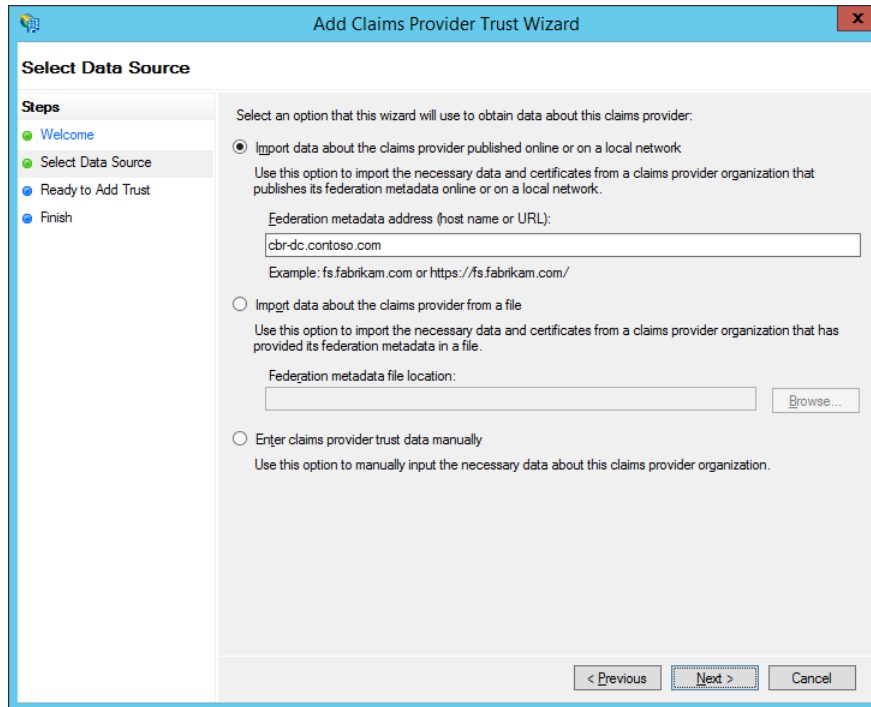 Add Claims Provider Trust Wizard
x
Select Data Source
Steps
Welcome
Select Data Source
Ready to Add Trust
Finish
Select an option that this wizard will use to obtain data about this claims provider:
Import data about the claims provider published online or on a local network
Use this option to import the necessary data and certificates from a claims provider organization that
publishes its federation metadata online or on a local network.
Federation metadata address (host name or URL):
cbr-dc.contoso.com
Example: fs.fabrikam.com or https://fs.fabrikam.com/
Import data about the claims provider from a file
Use this option to import the necessary data and certificates from a claims provider organization that has
provided its federation metadata in a file.
Federation metadata file location:
Browse...
Enter claims provider trust data manually
Use this option to manually input the necessary data about this claims provider organization.
< Previous
Next >
Cancel